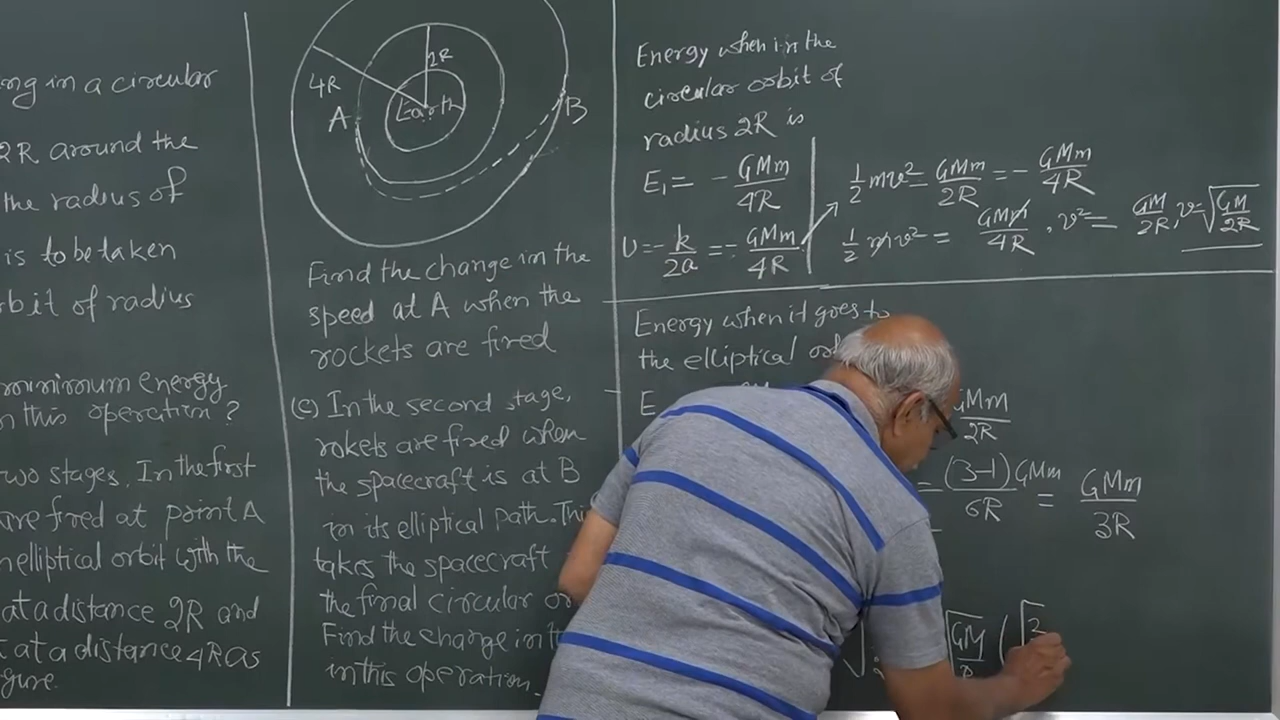 ng in a circular
2R around the
the radius of
is to be taken
bit of radius
minimum energy
n this operation?
two stages. In the first
are fired at point A
elliptical orbit with the
at a distance 2R and
at a distance 4R as
gure.
4R
2R
A
Earth
B
Find the change in the
speed at A when the
rockets are fired
(c) In the second stage,
rokets are fired when
the spacecraft is at B
in its elliptical path. This
takes the spacecraft
the final circular or
Find the change in t
in this operation.
Energy when i is the
circular orbit of
radius 2R is
E₁ = - GMm/4R
U = -k/2a = - GMm/4R
1/2 mv² - GMm/2R = - GMm/4R
1/2 mv² = GMm/4R, v² = GM/2R, v = √GM/2R
Energy when it goes to
the elliptical or
E
GMm/2R
= (3-1)GMm/6R = GMm/3R
√GM/R (√2